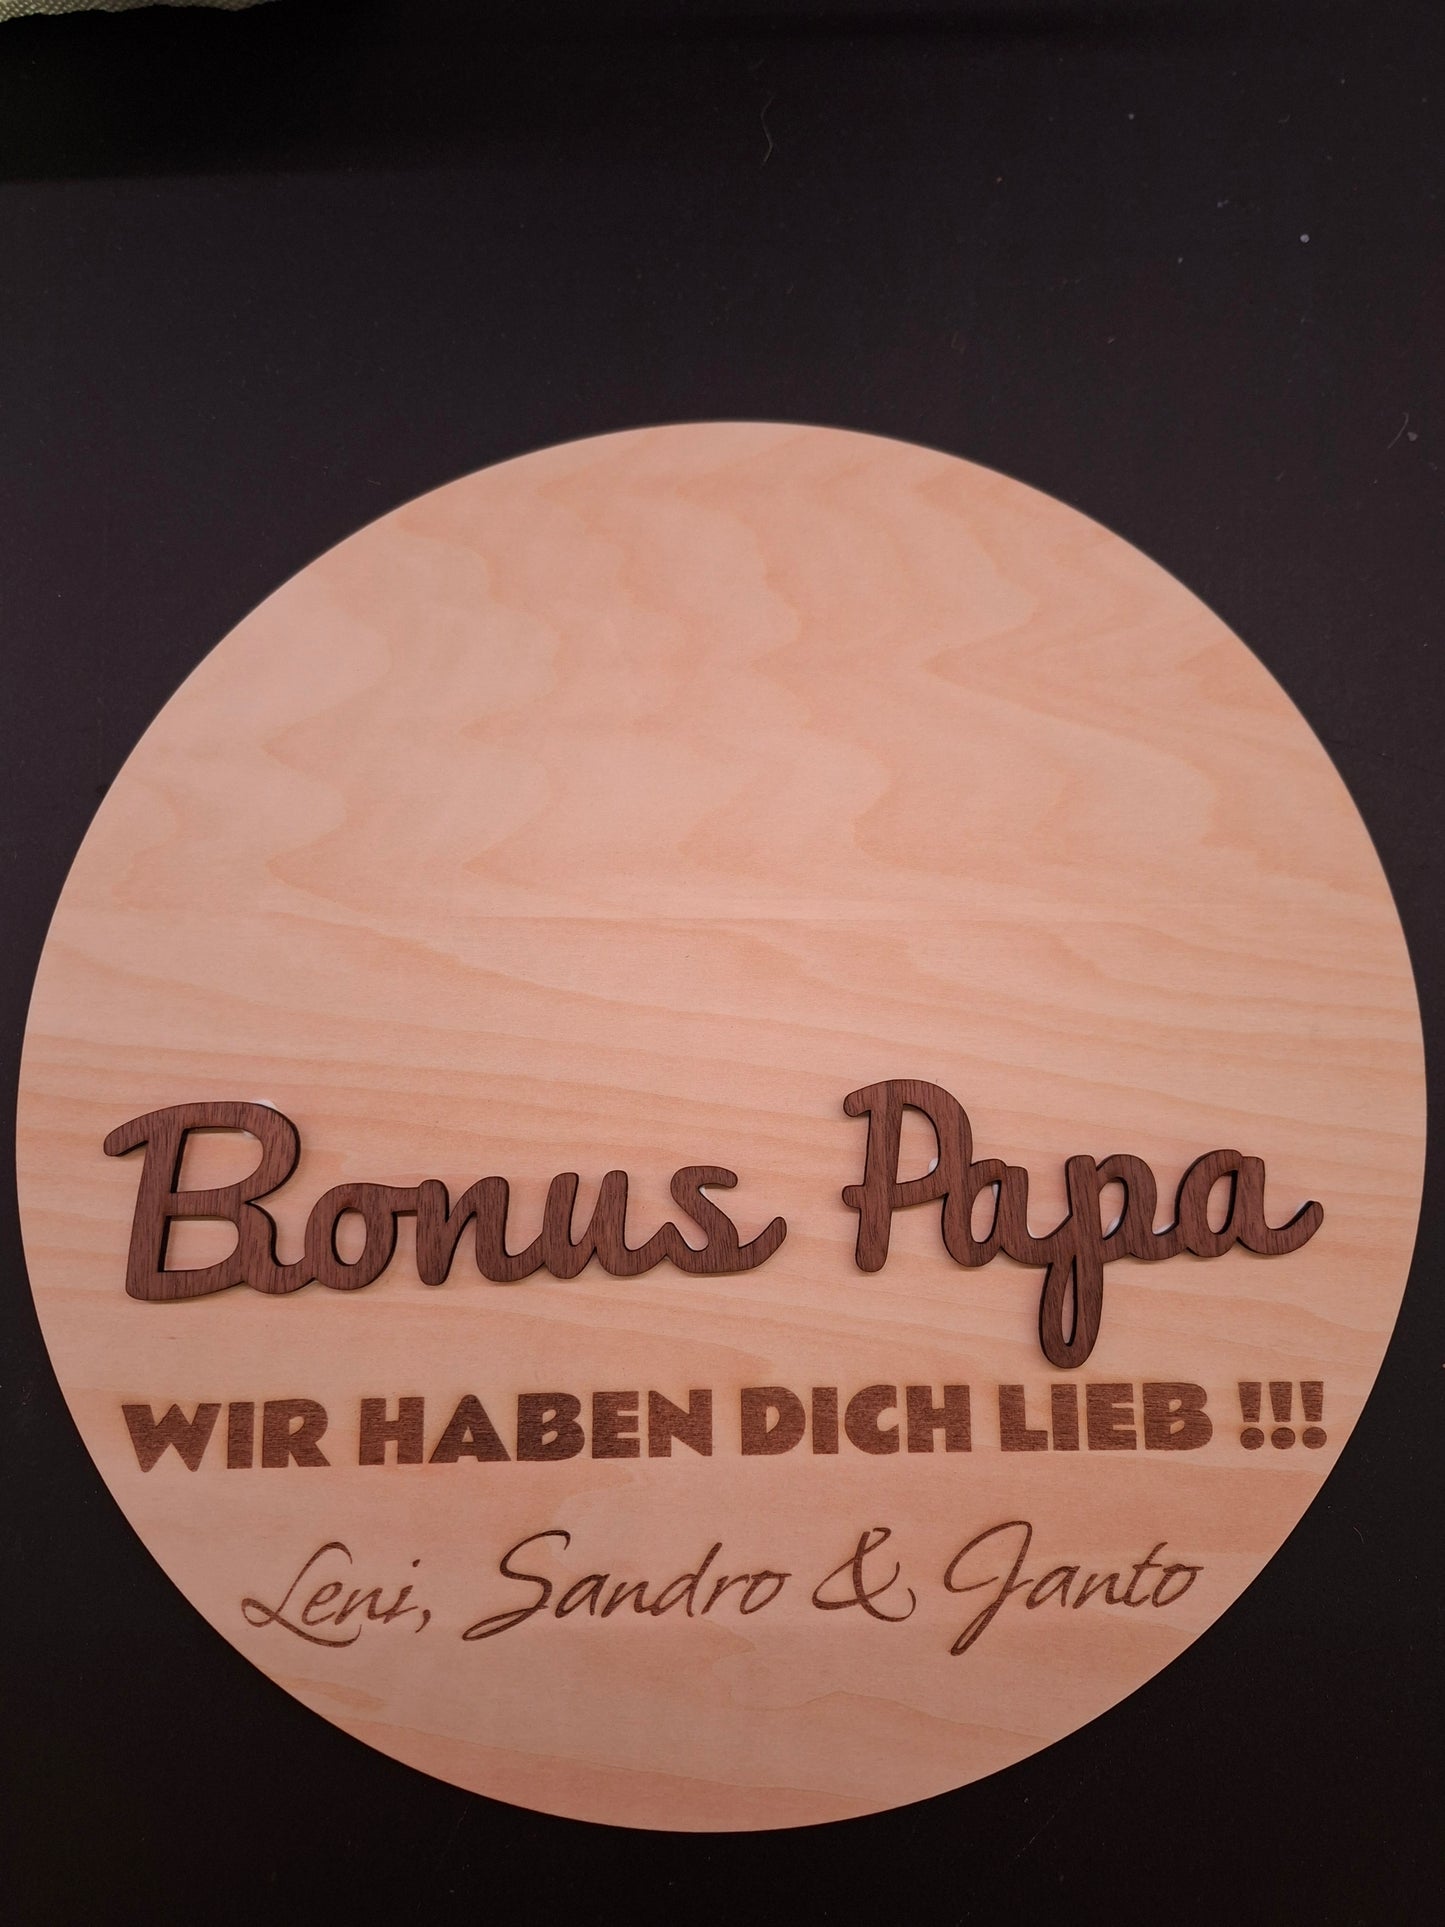 Bonus Papa
WIR HABEN DICH LIEB !!!
Leni, Sandro & Janto